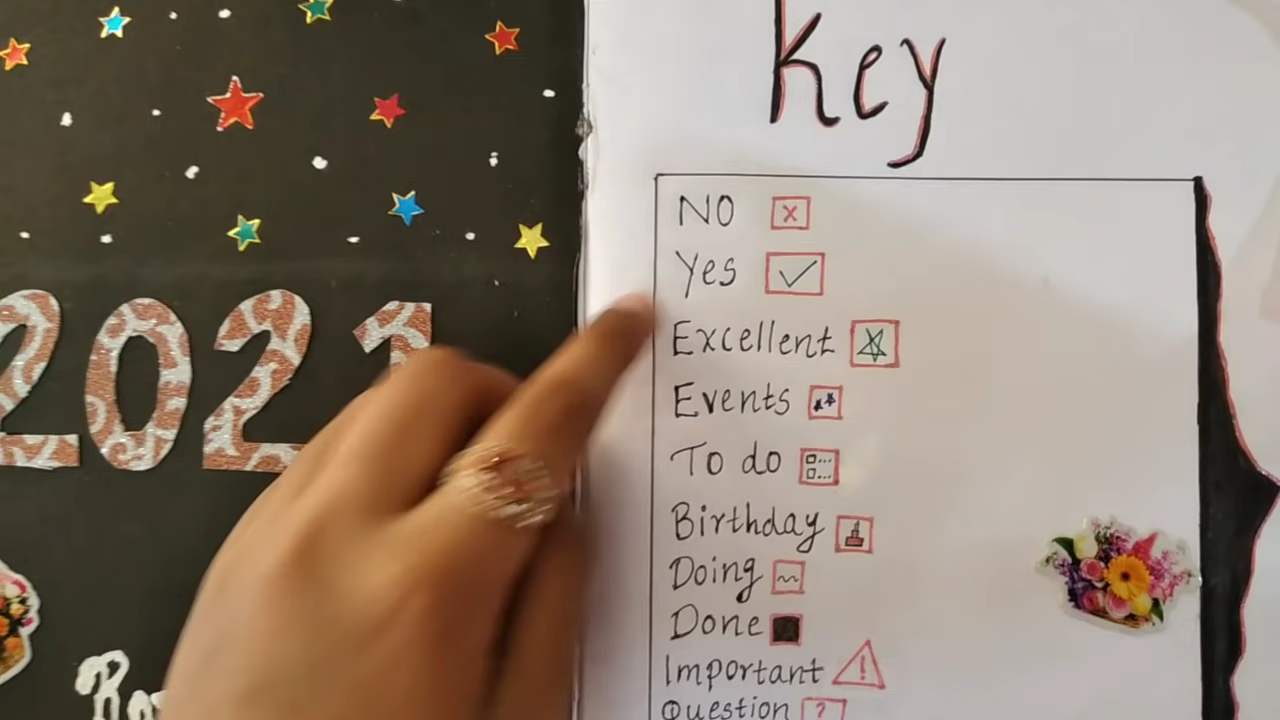 2021
Key
NO
Yes
Excellent
Events
To do
Birthday
Doing
Done
Important
Question